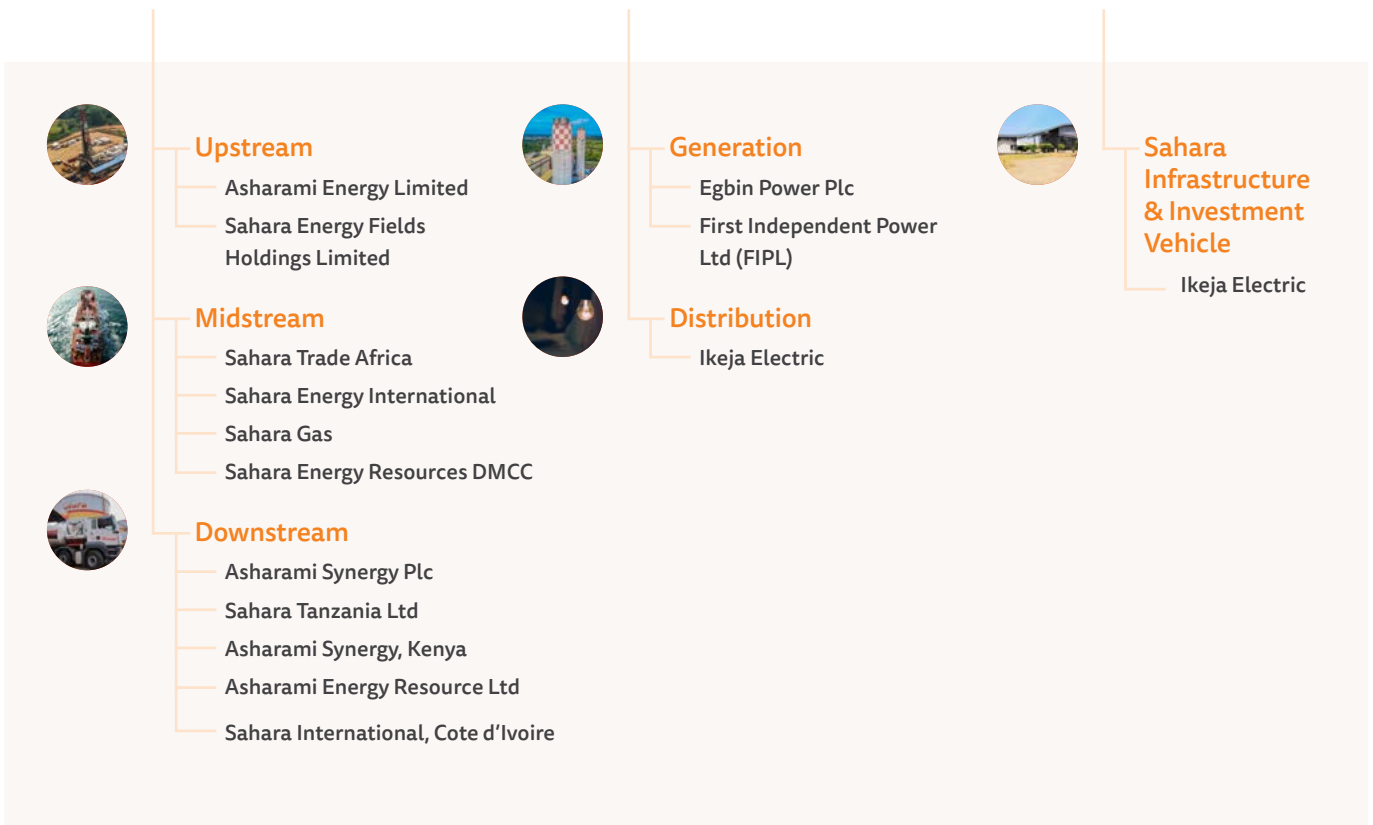 Upstream
Asharami Energy Limited
Sahara Energy Fields
Holdings Limited
Midstream
Sahara Trade Africa
Sahara Energy International
Sahara Gas
Sahara Energy Resources DMCC
Downstream
Asharami Synergy Plc
Sahara Tanzania Ltd
Asharami Synergy, Kenya
Asharami Energy Resource Ltd
Sahara International, Cote d’Ivoire
Generation
Egbin Power Plc
First Independent Power
Ltd (FIPL)
Distribution
Ikeja Electric
Sahara
Infrastructure
& Investment
Vehicle
Ikeja Electric